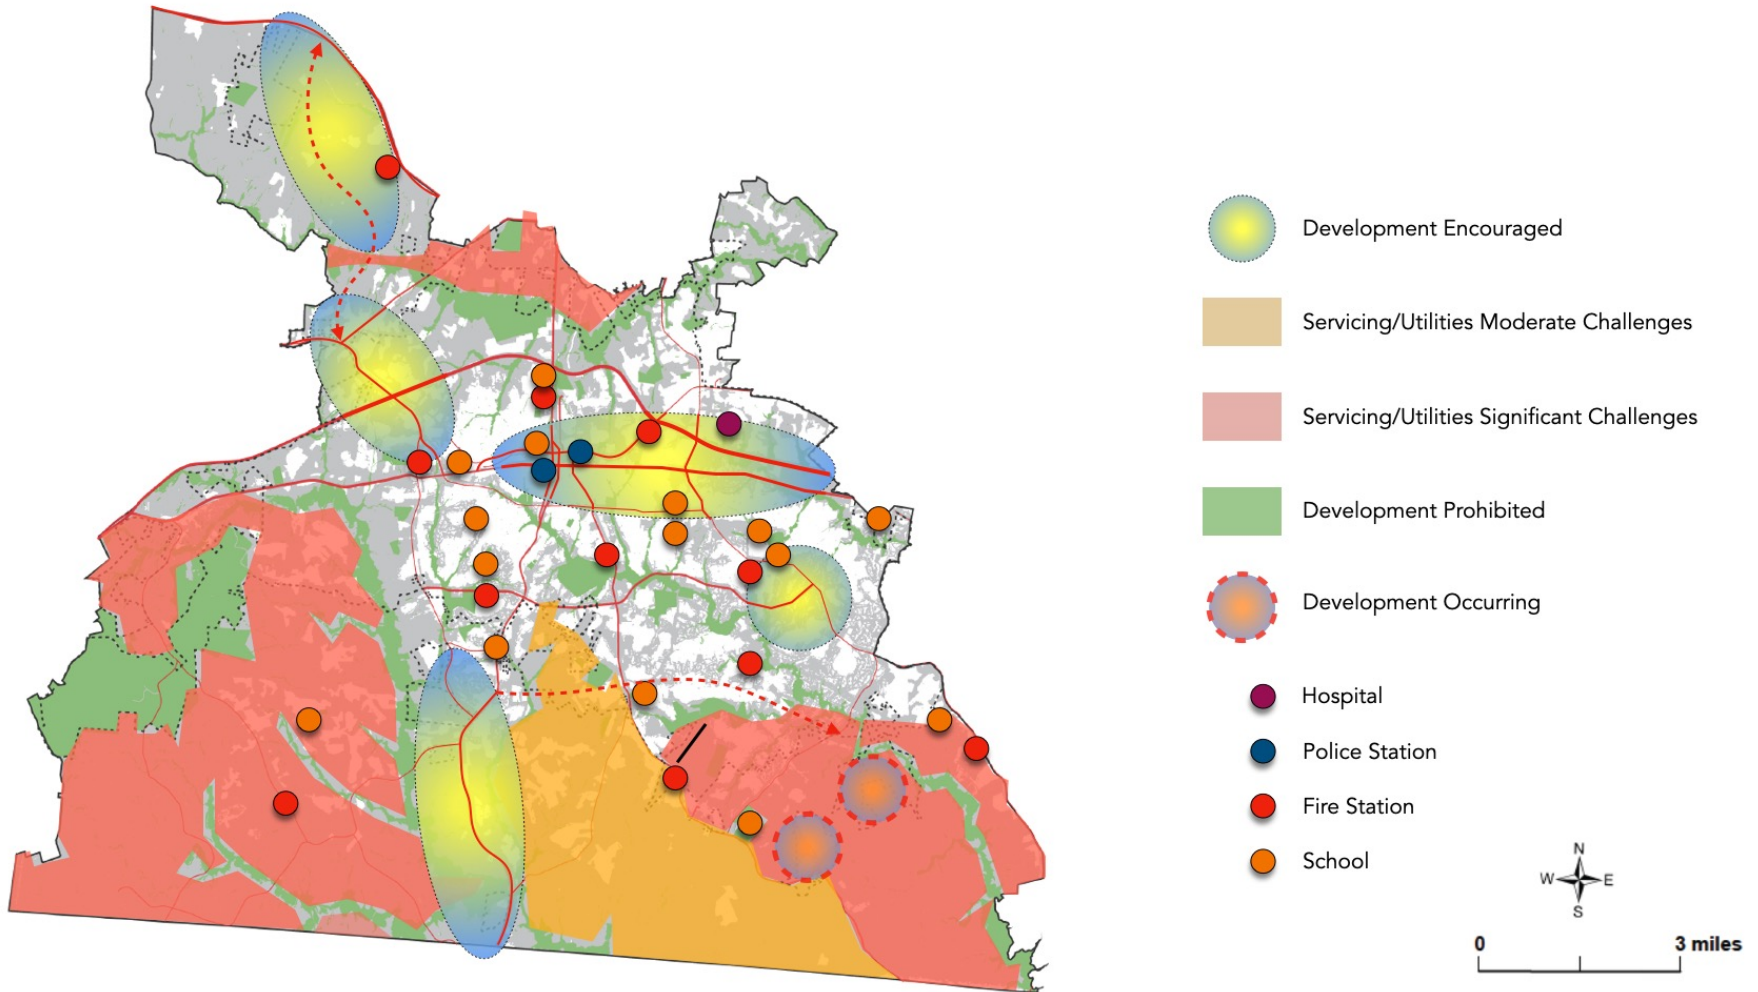 Development Encouraged
Servicing/Utilities Moderate Challenges
Servicing/Utilities Significant Challenges
Development Prohibited
Development Occurring
Hospital
Police Station
Fire Station
School
N
W E
S
0 3 miles